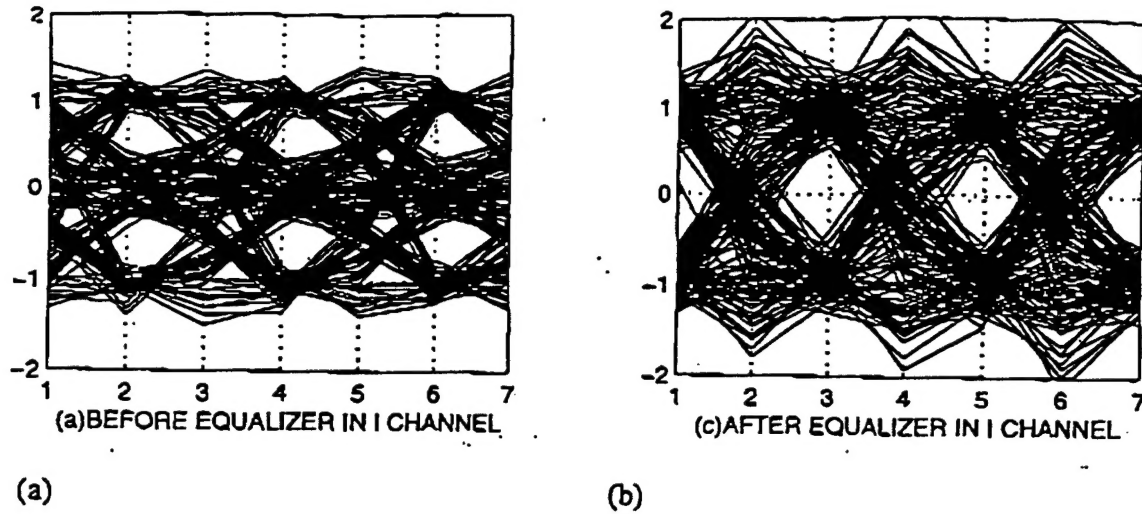 2
1
0
-1
-2
1 2 3 4 5 6 7
(a)BEFORE EQUALIZER IN I CHANNEL
(a)
2
1
0
-1
-2
1 2 3 4 5 6 7
(c)AFTER EQUALIZER IN I CHANNEL
(b)